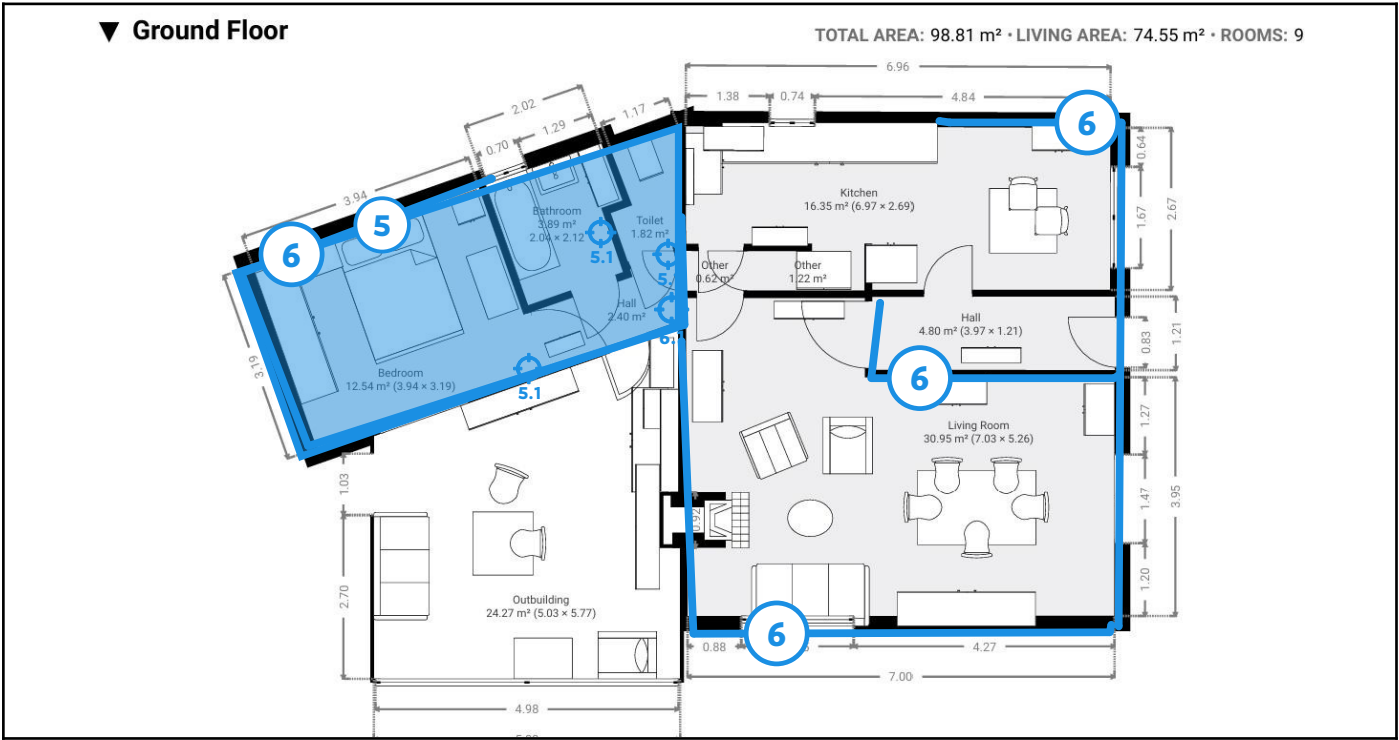 ▼ Ground Floor
TOTAL AREA: 98.81 m² · LIVING AREA: 74.55 m² · ROOMS: 9
6.96
1.38
0.74
4.84
2.02
1.17
1.29
0.70
3.94
3.19
6
5
6
0.64
1.67
2.67
Kitchen
16.35 m² (6.97 × 2.69)
Bathroom
3.89 m²
2.04 × 2.12
Toilet
1.82 m²
5.1
5.
Other
0.62 m²
Other
1.22 m²
Hall
2.40 m²
6.
Hall
4.80 m² (3.97 × 1.21)
0.83
1.21
Bedroom
12.54 m² (3.94 × 3.19)
5.1
6
Living Room
30.95 m² (7.03 × 5.26)
1.27
1.47
3.95
1.20
1.03
2.70
0.92
Outbuilding
24.27 m² (5.03 × 5.77)
0.88
6
4.27
7.00
4.98